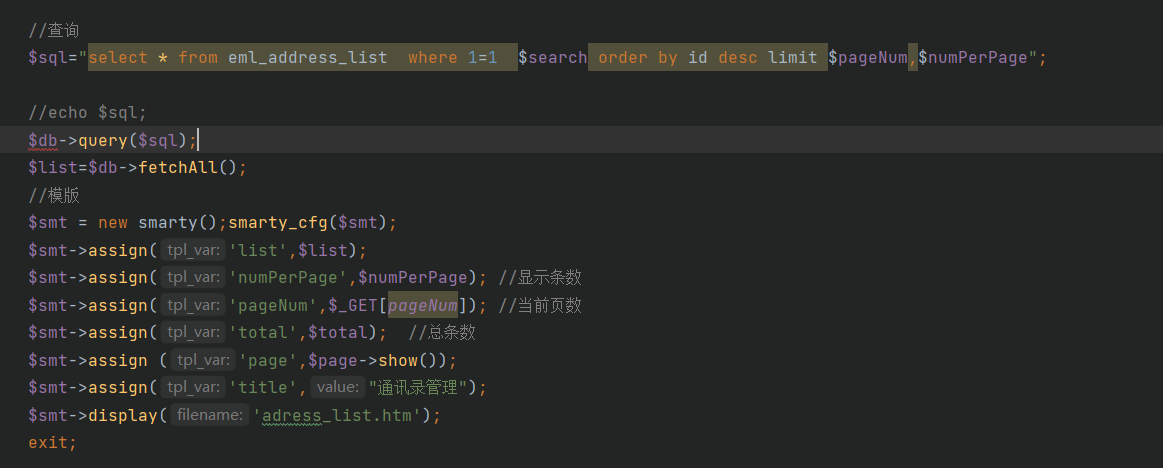 //查询
$sql="select * from eml_address_list  where 1=1  $search order by id desc limit $pageNum,$numPerPage";
//echo $sql;
$db->query($sql);
$list=$db->fetchAll();
//模版
$smt = new smarty();smarty_cfg($smt);
$smt->assign( tpl_var: 'list',$list);
$smt->assign( tpl_var: 'numPerPage',$numPerPage); //显示条数
$smt->assign( tpl_var: 'pageNum',$_GET[pageNum]); //当前页数
$smt->assign( tpl_var: 'total',$total);  //总条数
$smt->assign ( tpl_var: 'page',$page->show());
$smt->assign( tpl_var: 'title', value: "通讯录管理");
$smt->display( filename: 'adress_list.htm');
exit;